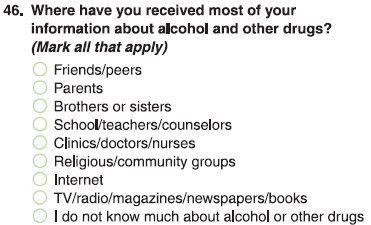 46. Where have you received most of your
information about alcohol and other drugs?
(Mark all that apply)
Friends/peers
Parents
Brothers or sisters
School/teachers/counselors
Clinics/doctors/nurses
Religious/community groups
Internet
TV/radio/magazines/newspapers/books
I do not know much about alcohol or other drugs